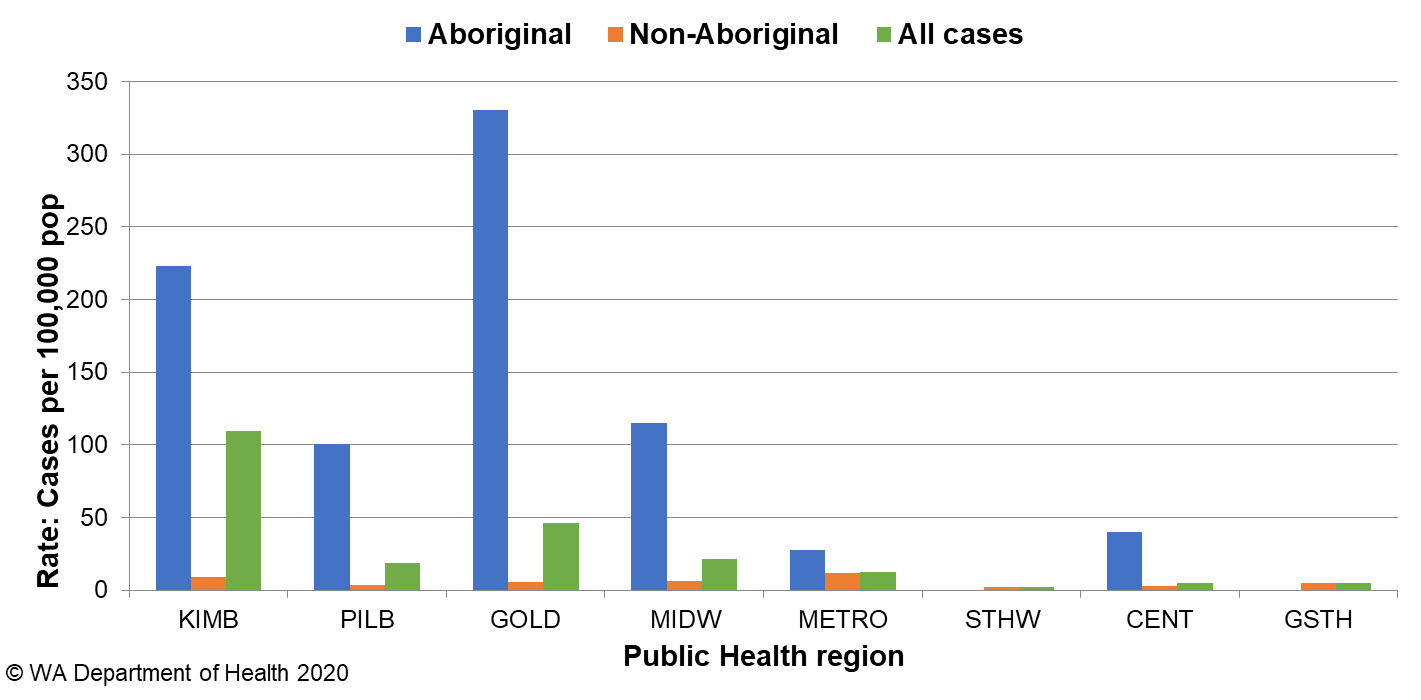 Aboriginal Non-Aboriginal All cases
350
300
250
200
150
100
50
0
Rate: Cases per 100,000 pop
KIMB PILB GOLD MIDW METRO STHW CENT GSTH
Public Health region
© WA Department of Health 2020